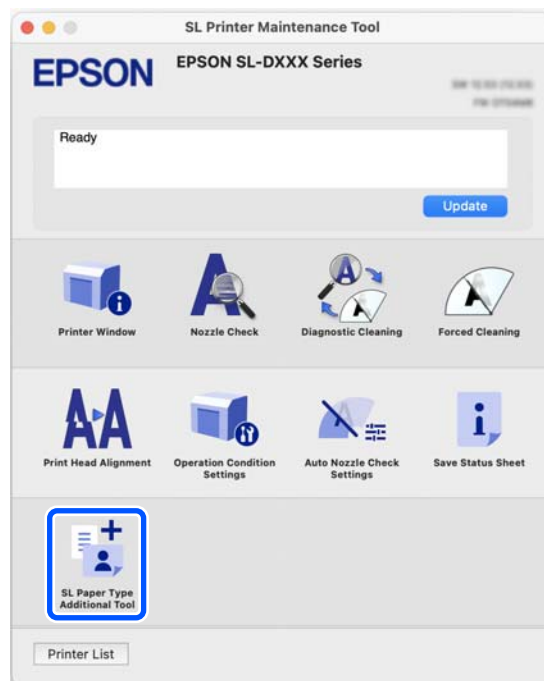 SL Printer Maintenance Tool
EPSON
EPSON SL-DXXX Series
Ready
Update
Printer Window
Nozzle Check
Diagnostic Cleaning
Forced Cleaning
Print Head Alignment
Operation Condition
Settings
Auto Nozzle Check
Settings
Save Status Sheet
SL Paper Type
Additional Tool
Printer List